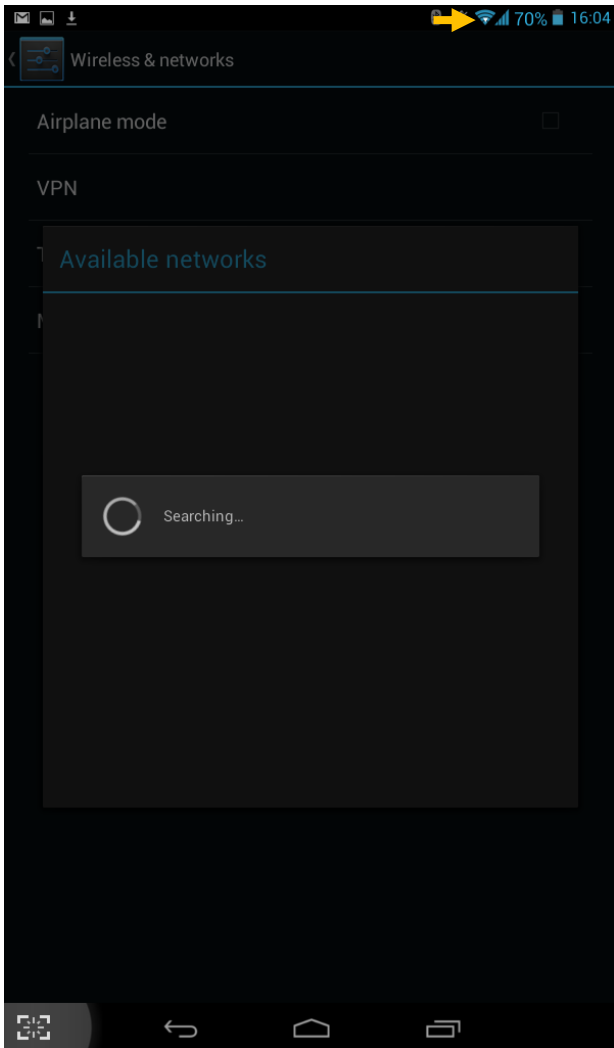 70% 16:04
Wireless & networks
Airplane mode
VPN
T
Available networks
M
Searching...